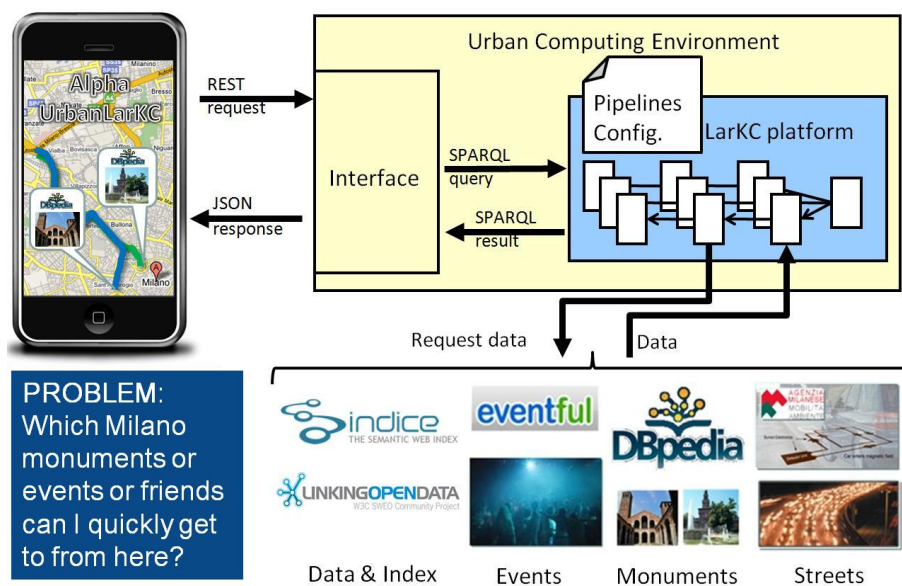 Alpha
UrbanLarKC
Milano
DBpedia
DBpedia
REST
request
JSON
response
Urban Computing Environment
Interface
SPARQL
query
SPARQL
result
Pipelines
Config.
LarKC platform
Request data
Data
PROBLEM:
Which Milano
monuments or
events or friends
can I quickly get
to from here?
indice
THE SEMANTIC WEB INDEX
LINKINGOPENDATA
W3C SWEO Community Project
Data & Index
eventful
Events
DBpedia
Monuments
AGENZIA
MILANESE
MOBILITÀ
AMBIENTE
Streets